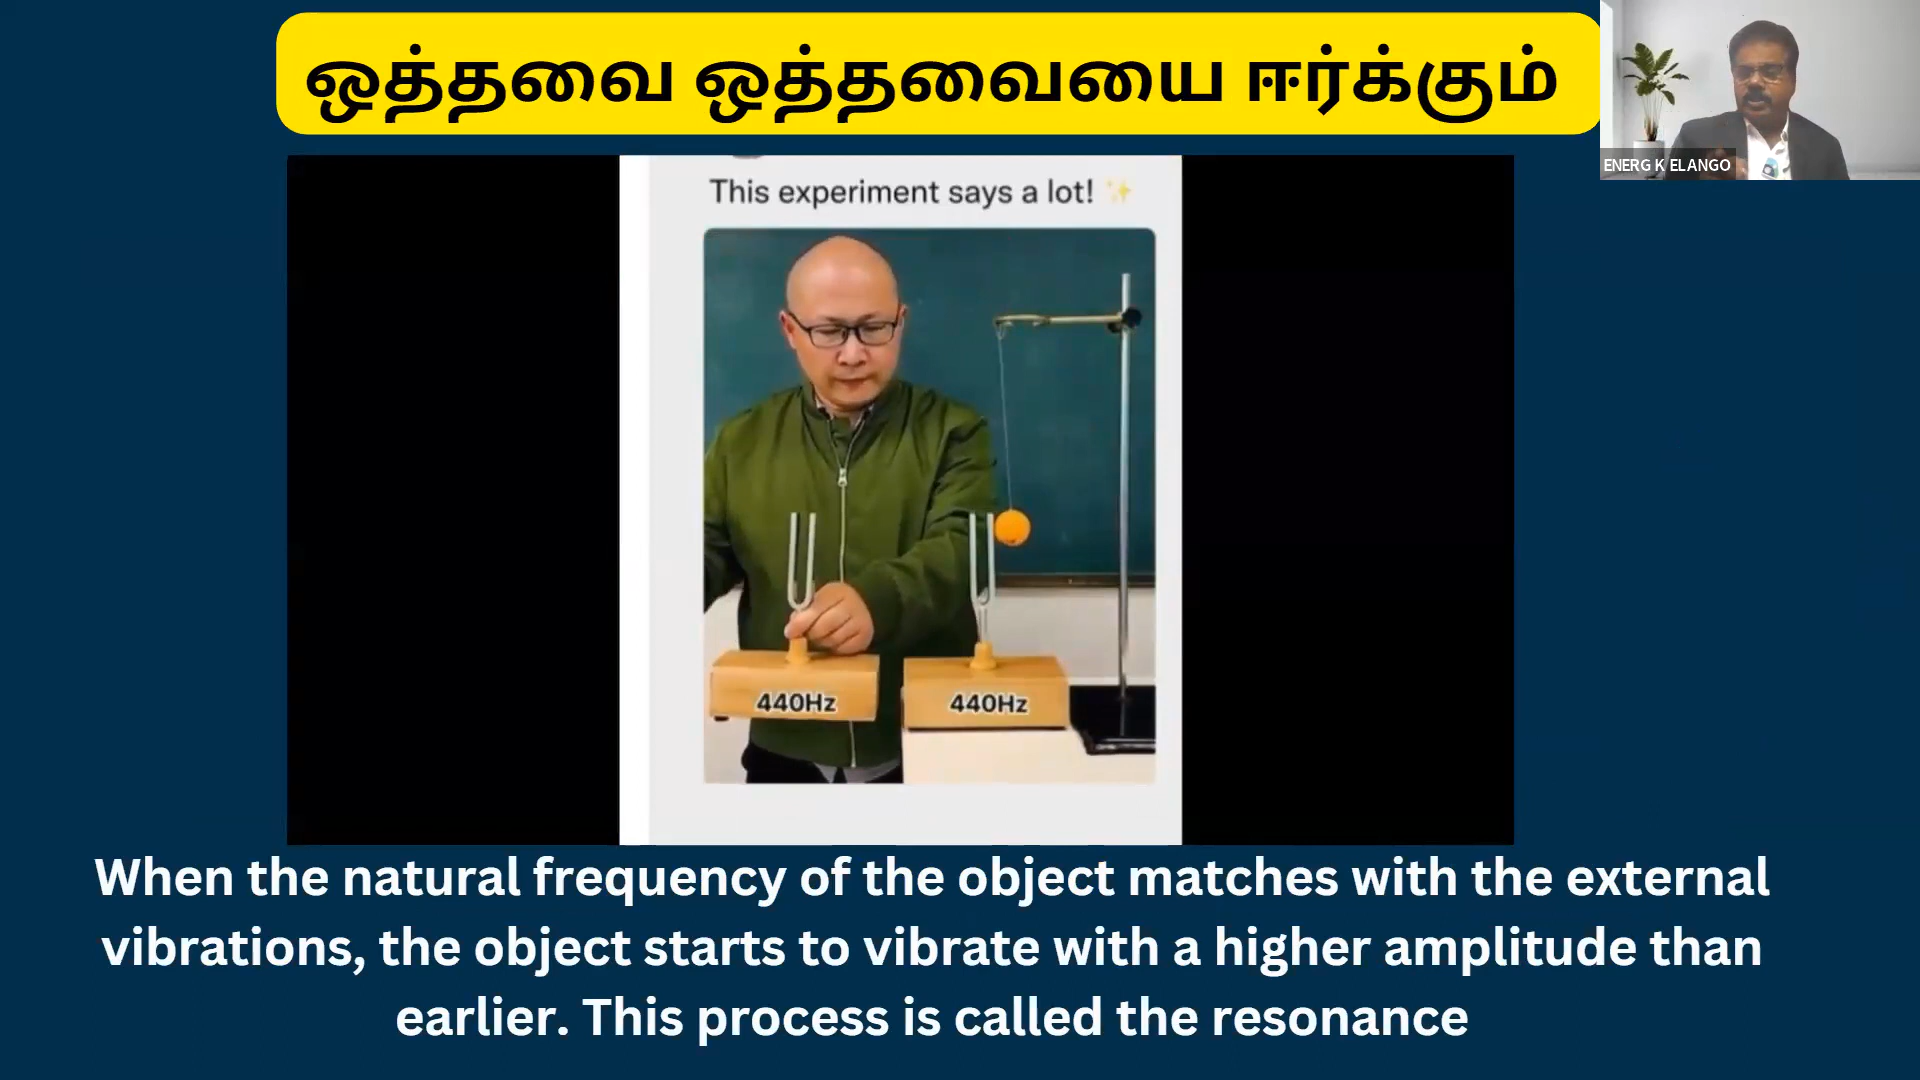 ஒத்தவை ஒத்தவையை ஈர்க்கும்
ENERG K ELANGO
This experiment says a lot! ✨
440Hz
440Hz
When the natural frequency of the object matches with the external
vibrations, the object starts to vibrate with a higher amplitude than
earlier. This process is called the resonance